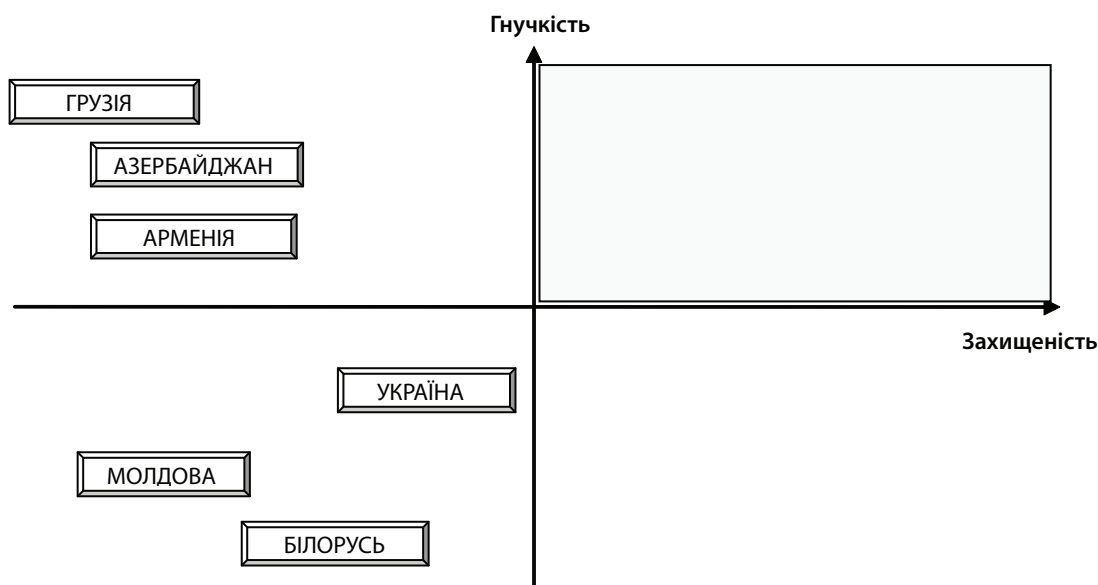 Гнучкість
ГРУЗІЯ
АЗЕРБАЙДЖАН
АРМЕНІЯ
Захищеність
УКРАЇНА
МОЛДОВА
БІЛОРУСЬ